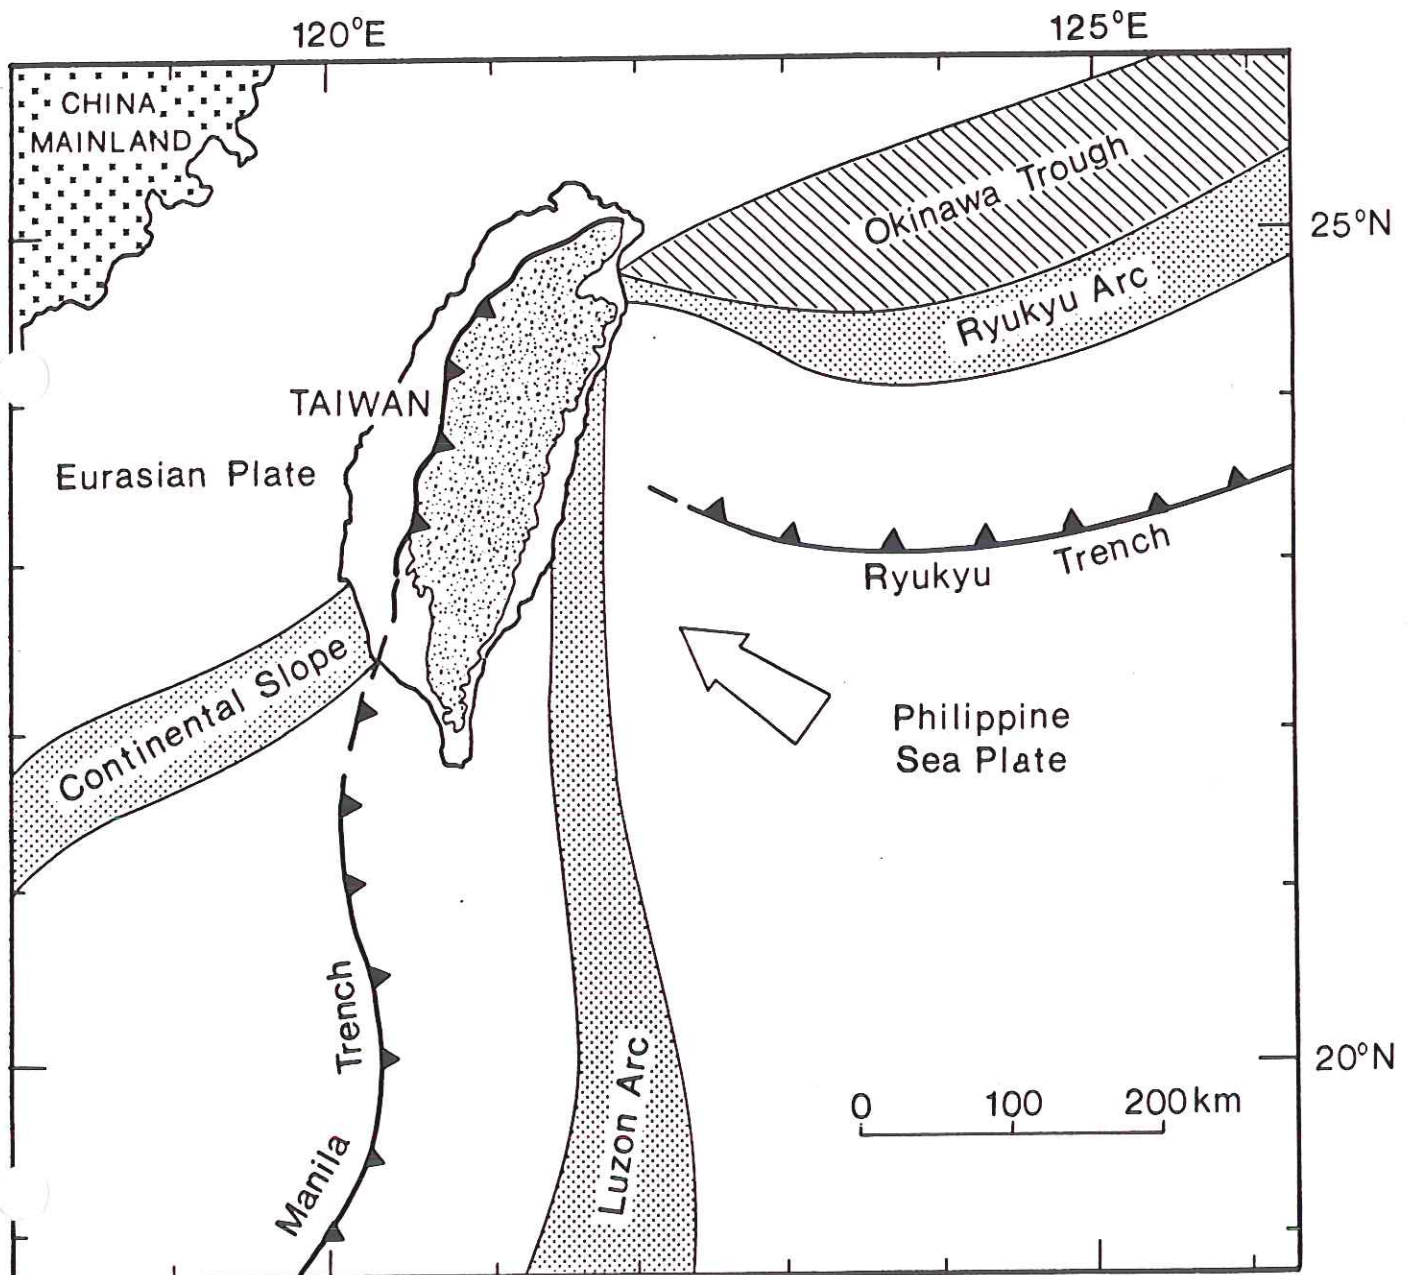 120°E
125°E
CHINA
MAINLAND
Okinawa Trough
25°N
Ryukyu Arc
TAIWAN
Eurasian Plate
Ryukyu Trench
Continental Slope
Philippine
Sea Plate
Manila Trench
Luzon Arc
20°N
0 100 200km